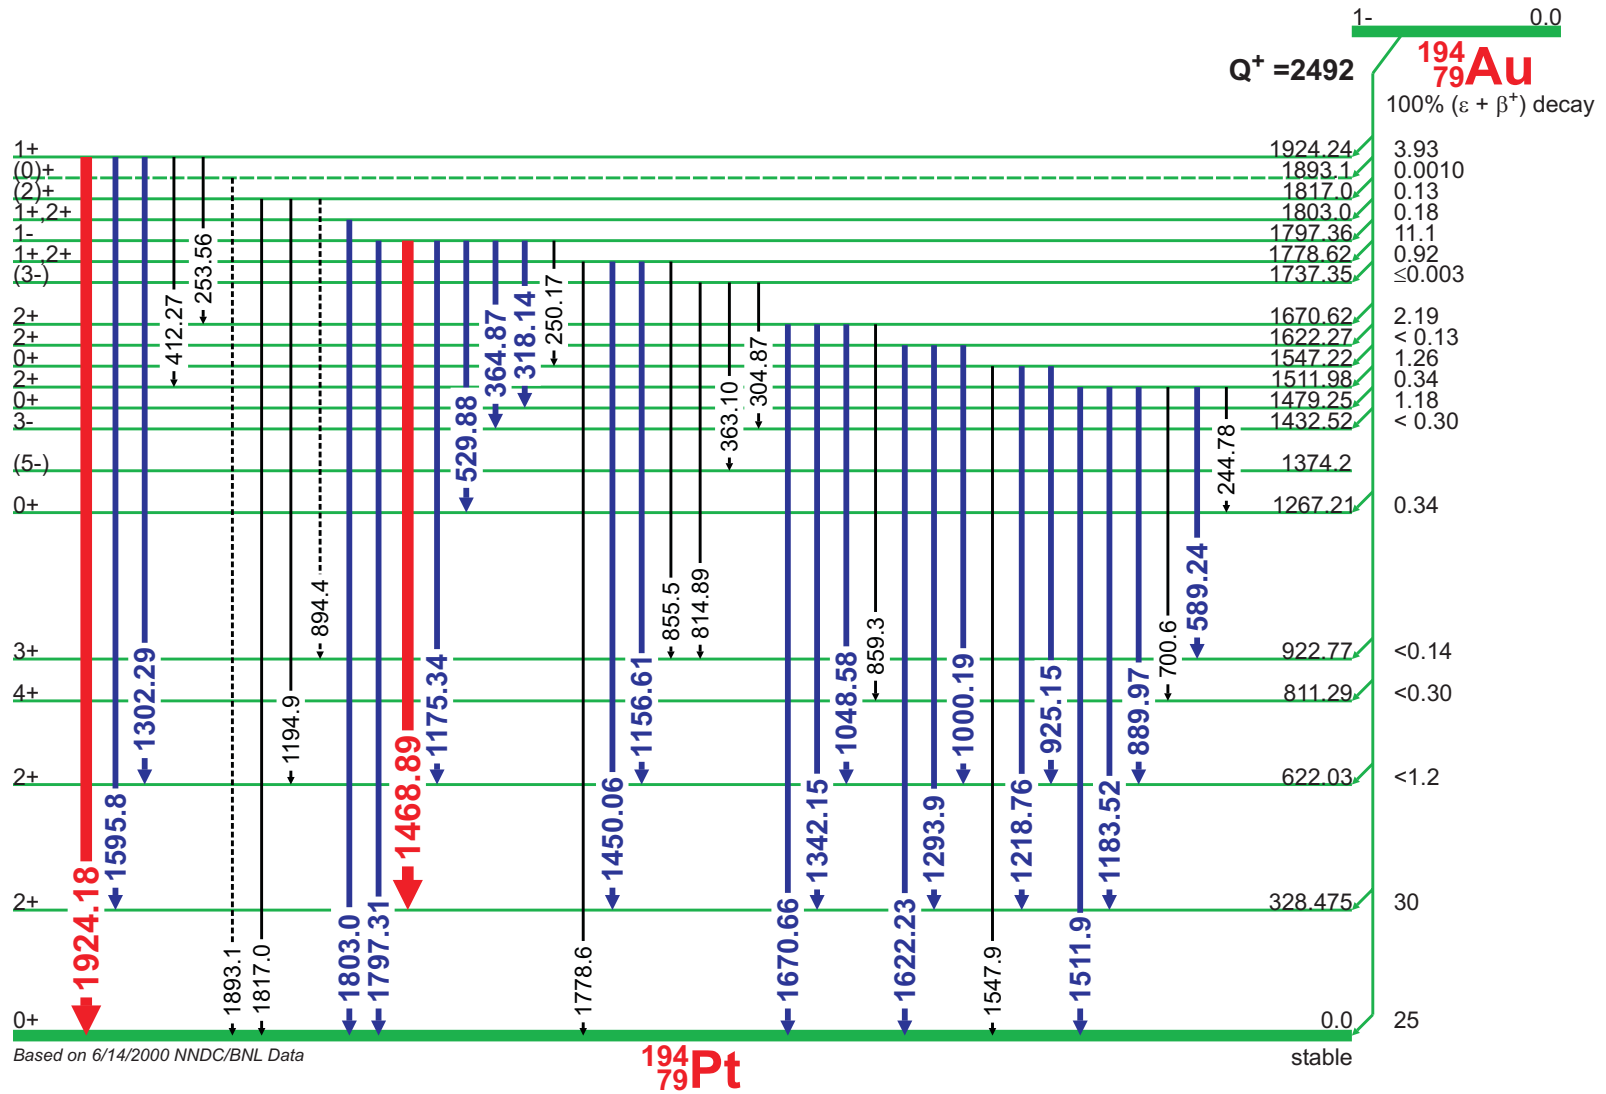 1- 0.0
Q+ =2492
194
79Au
100% (ε + β+) decay
1+ 1924.24 3.93
(0)+ 1893.1 0.0010
(2)+ 1817.0 0.13
1+,2+ 1803.0 0.18
1- 1797.36 11.1
1+,2+ 1778.62 0.92
(3-) 1737.35 ≤0.003
2+ 1670.62 2.19
2+ 1622.27 < 0.13
0+ 1547.22 1.26
2+ 1511.98 0.34
0+ 1479.25 1.18
3- 1432.52 < 0.30
(5-) 1374.2
0+ 1267.21 0.34
3+ 922.77 <0.14
4+ 811.29 <0.30
2+ 622.03 <1.2
2+ 328.475 30
0+ 0.0 25
1924.18
1595.8
1302.29
412.27
253.56
1893.1
1817.0
1194.9
894.4
1803.0
1797.31
1468.89
1175.34
529.88
364.87
318.14
250.17
1778.6
1450.06
1156.61
855.5
814.89
363.10
304.87
1670.66
1342.15
1048.58
859.3
1622.23
1293.9
1000.19
1547.9
1218.76
925.15
1511.9
1183.52
889.97
700.6
589.24
244.78
Based on 6/14/2000 NNDC/BNL Data
194
79Pt
stable